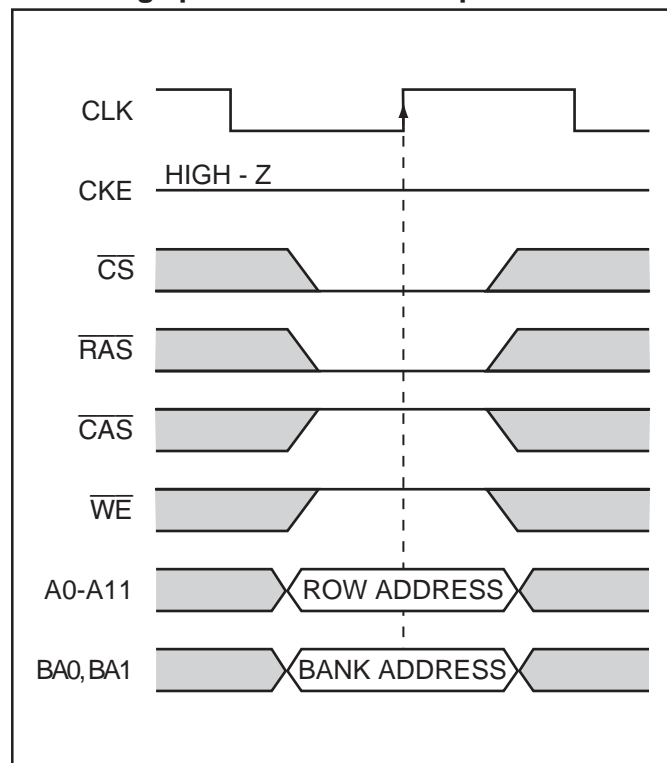 CLK
HIGH - Z
CKE
CS
RAS
CAS
WE
A0-A11 ROW ADDRESS
BA0, BA1 BANK ADDRESS